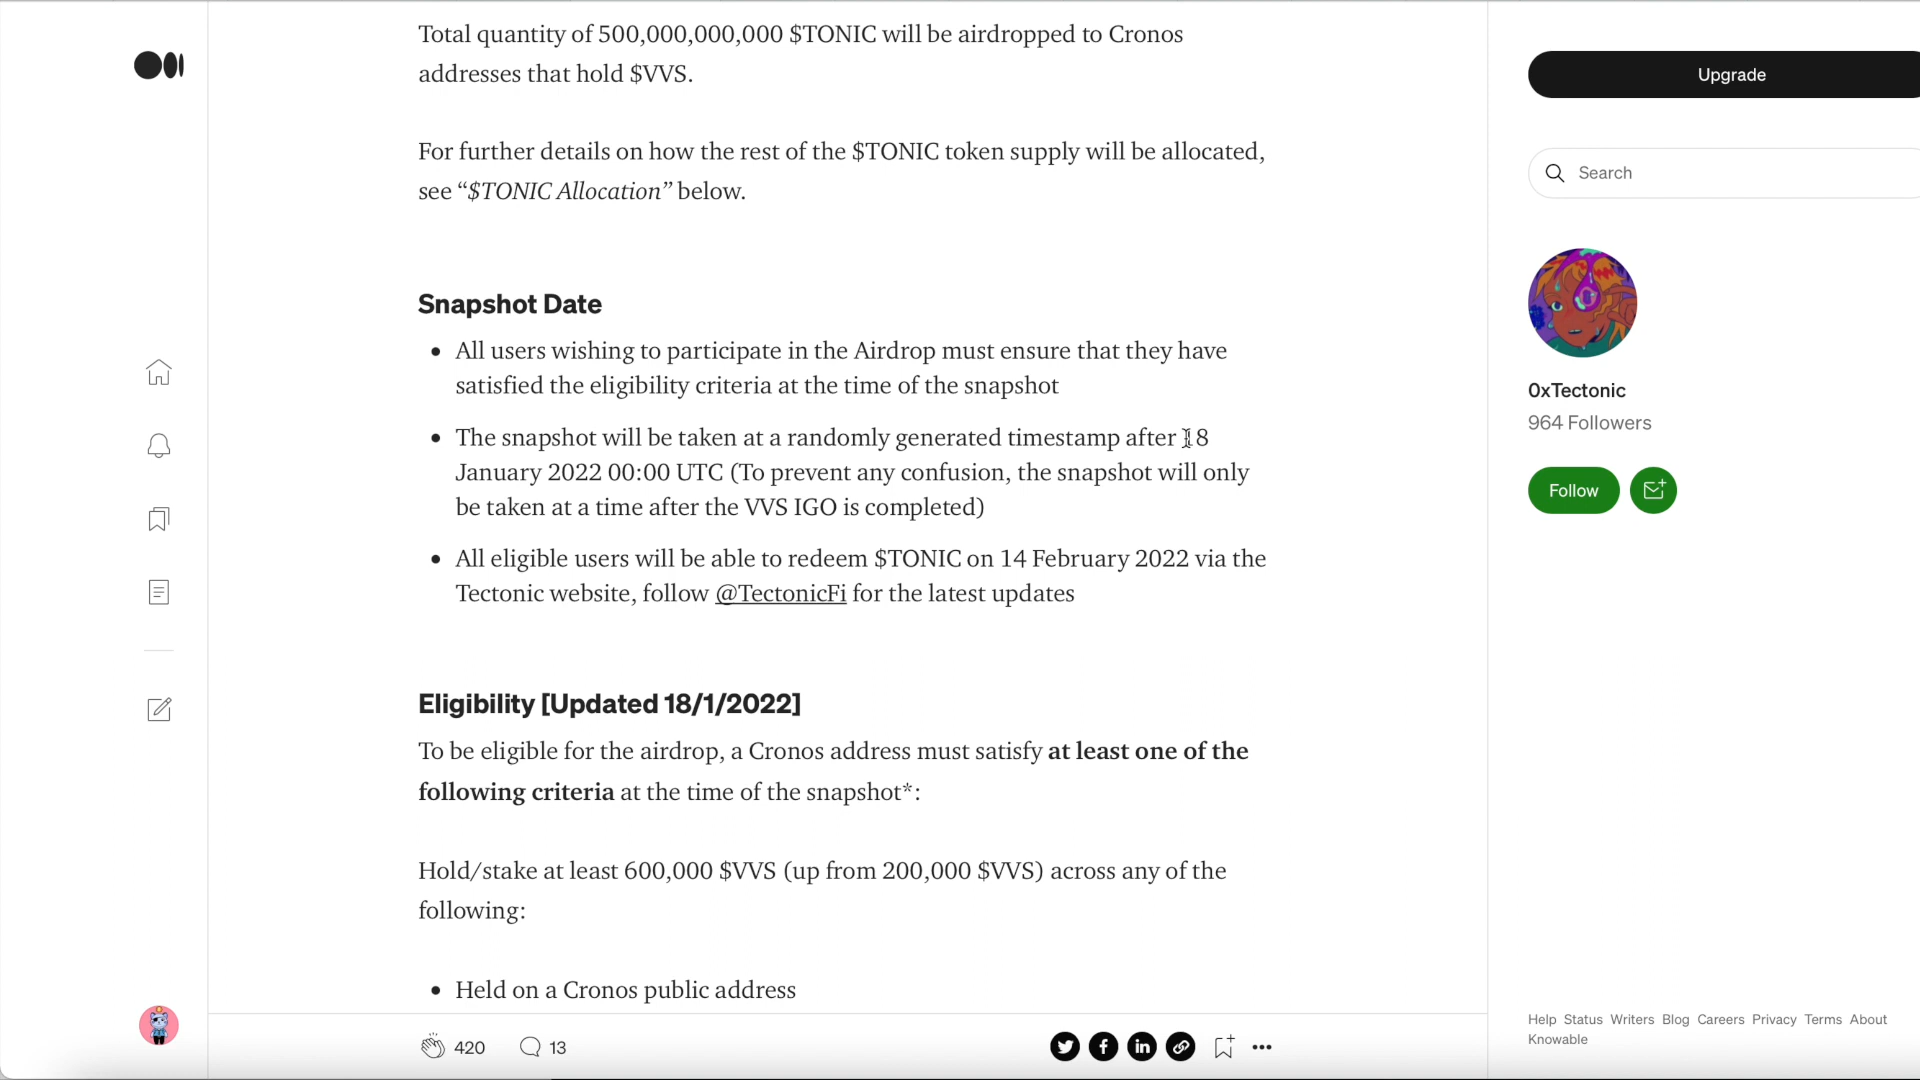 Total quantity of 500,000,000,000 $TONIC will be airdropped to Cronos
addresses that hold $VVS.
For further details on how the rest of the $TONIC token supply will be allocated,
see “$TONIC Allocation” below.
Snapshot Date
• All users wishing to participate in the Airdrop must ensure that they have
satisfied the eligibility criteria at the time of the snapshot
• The snapshot will be taken at a randomly generated timestamp after 18
January 2022 00:00 UTC (To prevent any confusion, the snapshot will only
be taken at a time after the VVS IGO is completed)
• All eligible users will be able to redeem $TONIC on 14 February 2022 via the
Tectonic website, follow @TectonicFi for the latest updates
Eligibility [Updated 18/1/2022]
To be eligible for the airdrop, a Cronos address must satisfy at least one of the
following criteria at the time of the snapshot*:
Hold/stake at least 600,000 $VVS (up from 200,000 $VVS) across any of the
following:
• Held on a Cronos public address
420 13
Upgrade
Search
0xTectonic
964 Followers
Follow
Help Status Writers Blog Careers Privacy Terms About
Knowable